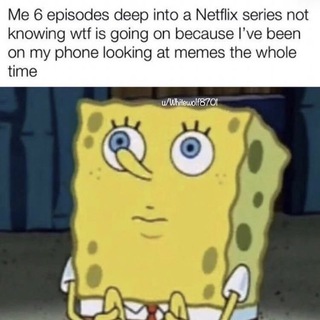 Me 6 episodes deep into a Netflix series not
knowing wtf is going on because I've been
on my phone looking at memes the whole
time
u/Whitewolf8701